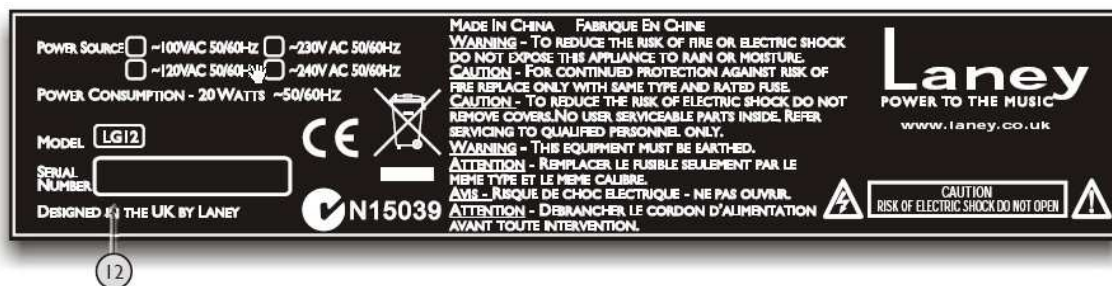 POWER SOURCE ~100VAC 50/60HZ ~230V AC 50/60HZ
~120VAC 50/60HZ ~240V AC 50/60HZ
POWER CONSUMPTION - 20 WATTS ~50/60HZ
MODEL LG12
SERIAL
NUMBER
DESIGNED IN THE UK BY LANEY
CE
N15039
MADE IN CHINA FABRIQUE EN CHINE
WARNING - TO REDUCE THE RISK OF FIRE OR ELECTRIC SHOCK
DO NOT EXPOSE THIS APPLIANCE TO RAIN OR MOISTURE.
CAUTION - FOR CONTINUED PROTECTION AGAINST RISK OF
FIRE REPLACE ONLY WITH SAME TYPE AND RATED FUSE.
CAUTION - TO REDUCE THE RISK OF ELECTRIC SHOCK DO NOT
REMOVE COVERS.NO USER SERVICEABLE PARTS INSIDE. REFER
SERVICING TO QUALIFIED PERSONNEL ONLY.
WARNING - THIS EQUIPMENT MUST BE EARTHED.
ATTENTION - REMPLACER LE FUSIBLE SEULEMENT PAR LE
MEME TYPE ET LE MEME CALIBRE.
AVIS - RISQUE DE CHOC ELECTRIQUE - NE PAS OUVRIR.
ATTENTION - DEBRANCHER LE CORDON D'ALIMENTATION
AVANT TOUTE INTERVENTION.
Laney
POWER TO THE MUSIC
www.laney.co.uk
CAUTION
RISK OF ELECTRIC SHOCK DO NOT OPEN
12